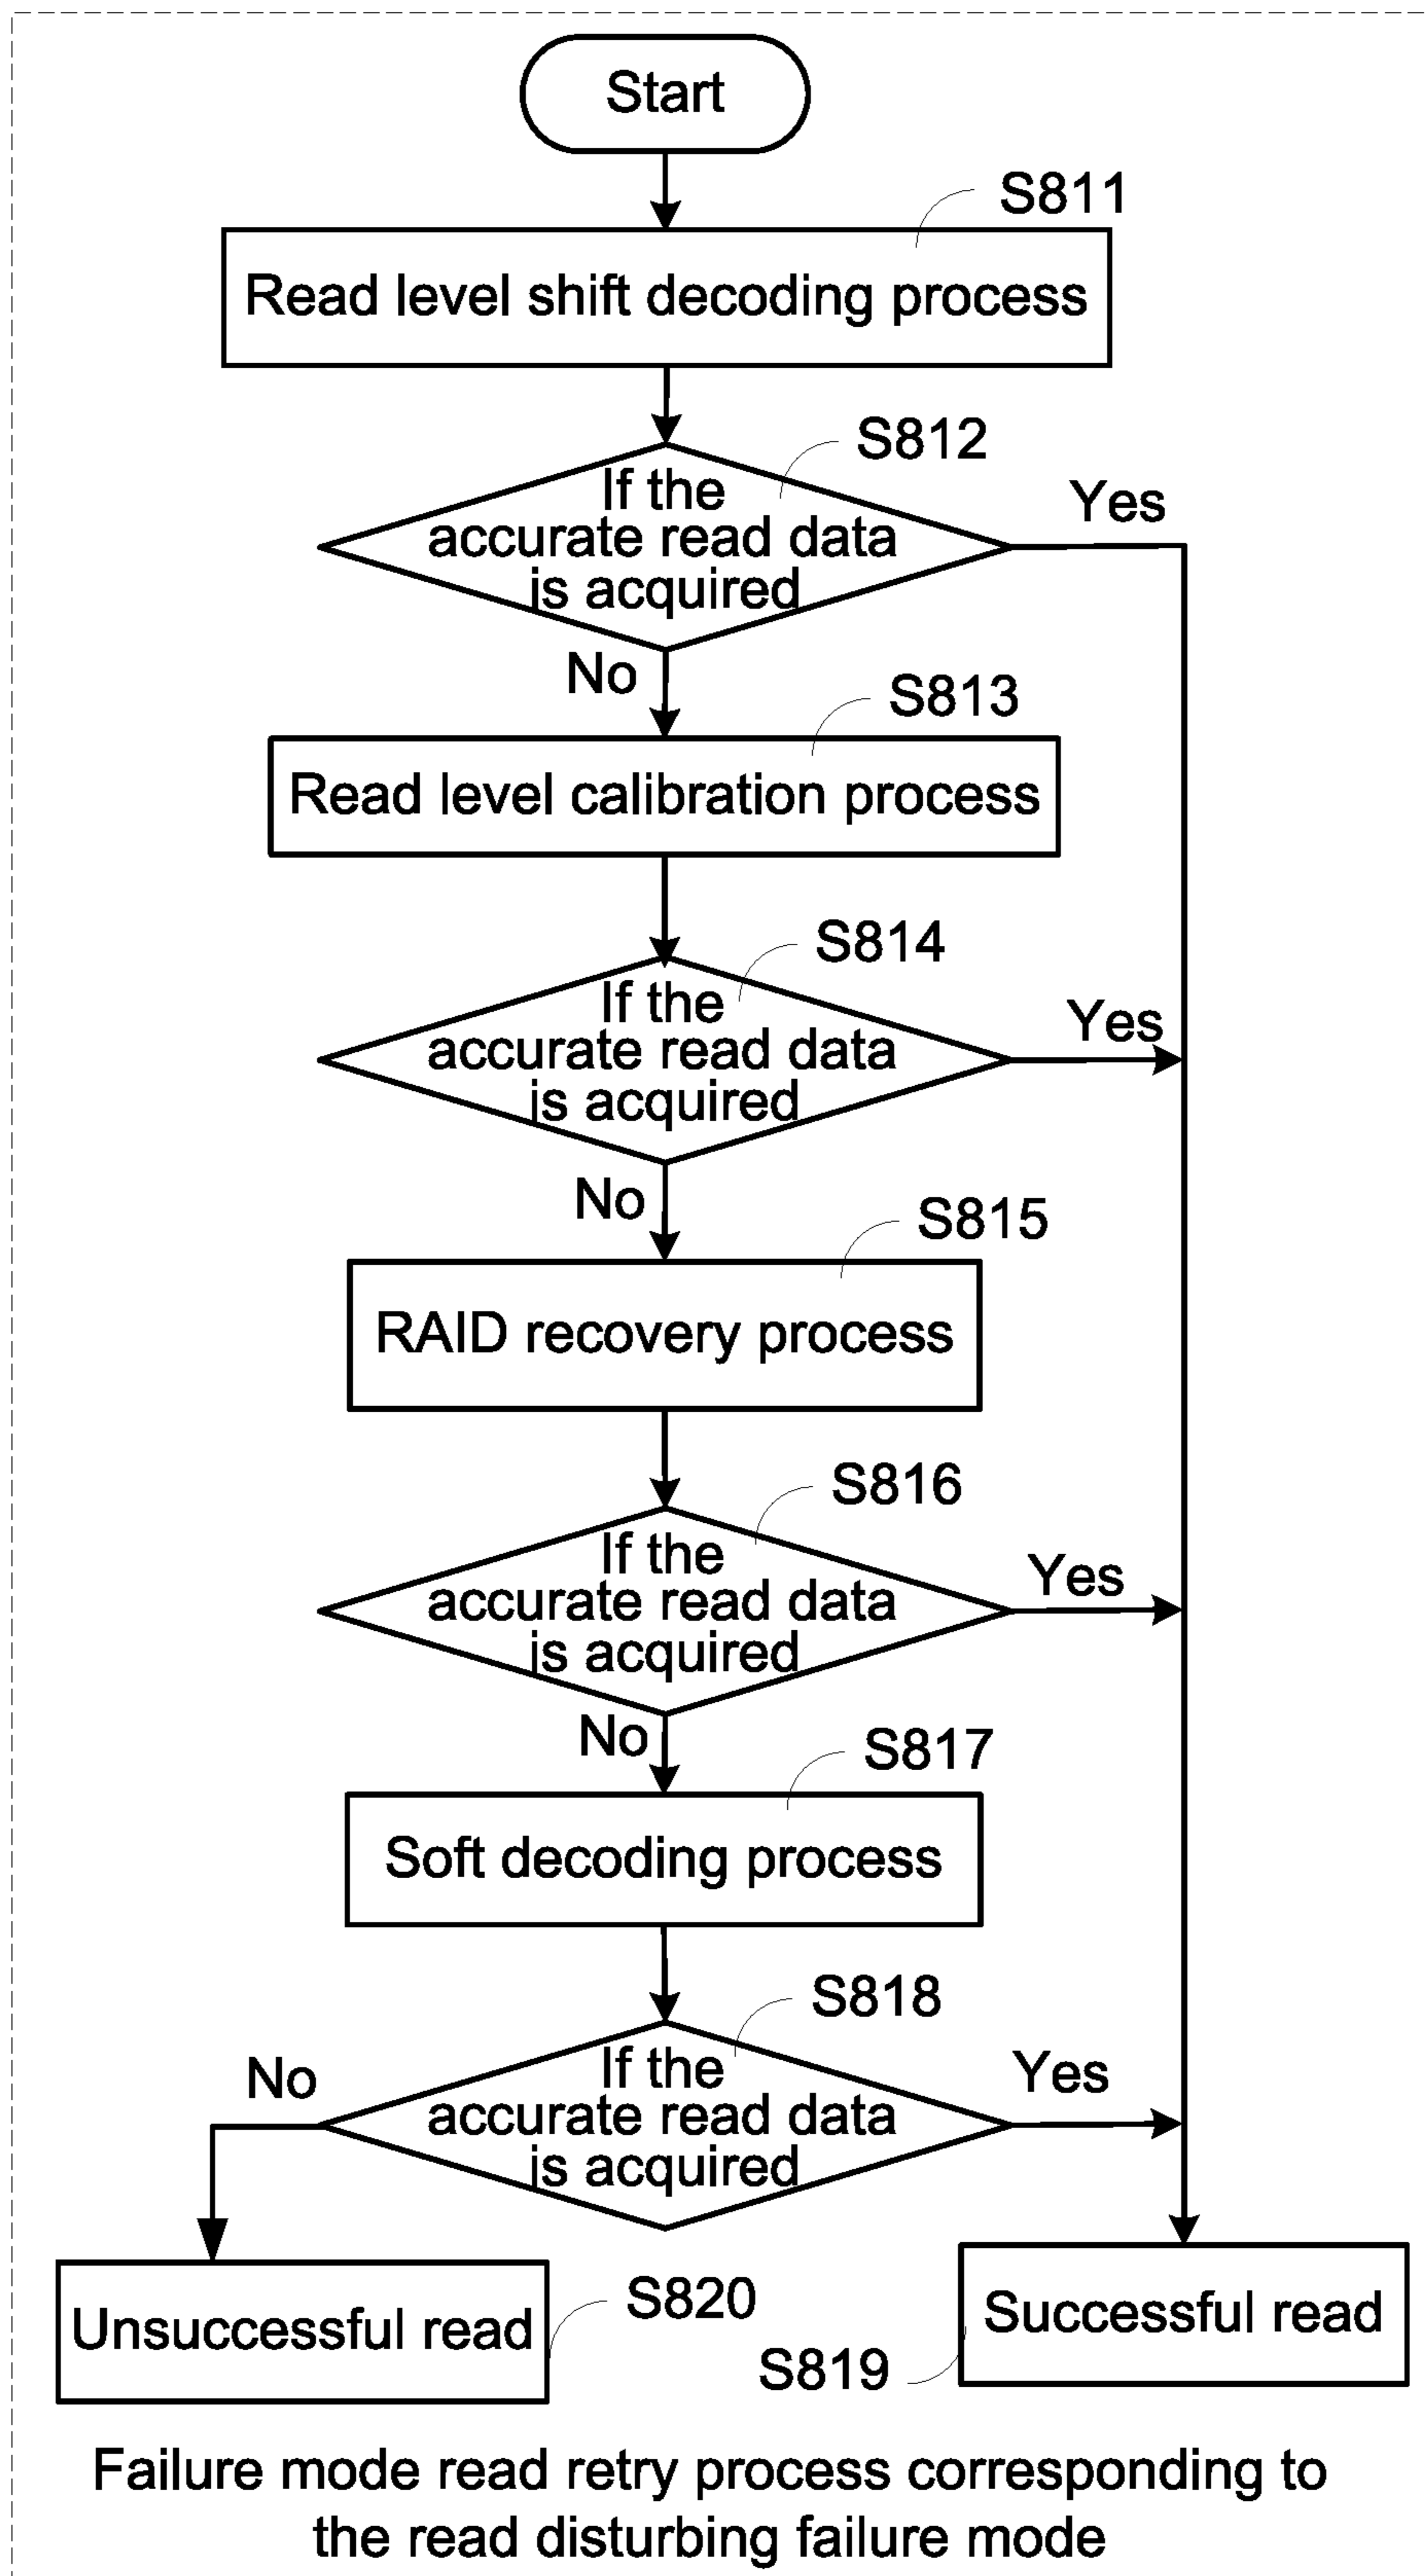 Start
S811
Read level shift decoding process
S812
If the
accurate read data
is acquired
Yes
No
S813
Read level calibration process
S814
If the
accurate read data
is acquired
Yes
No
S815
RAID recovery process
S816
If the
accurate read data
is acquired
Yes
No
S817
Soft decoding process
S818
If the
accurate read data
is acquired
No
Yes
Unsuccessful read
S820
Successful read
S819
Failure mode read retry process corresponding to
the read disturbing failure mode